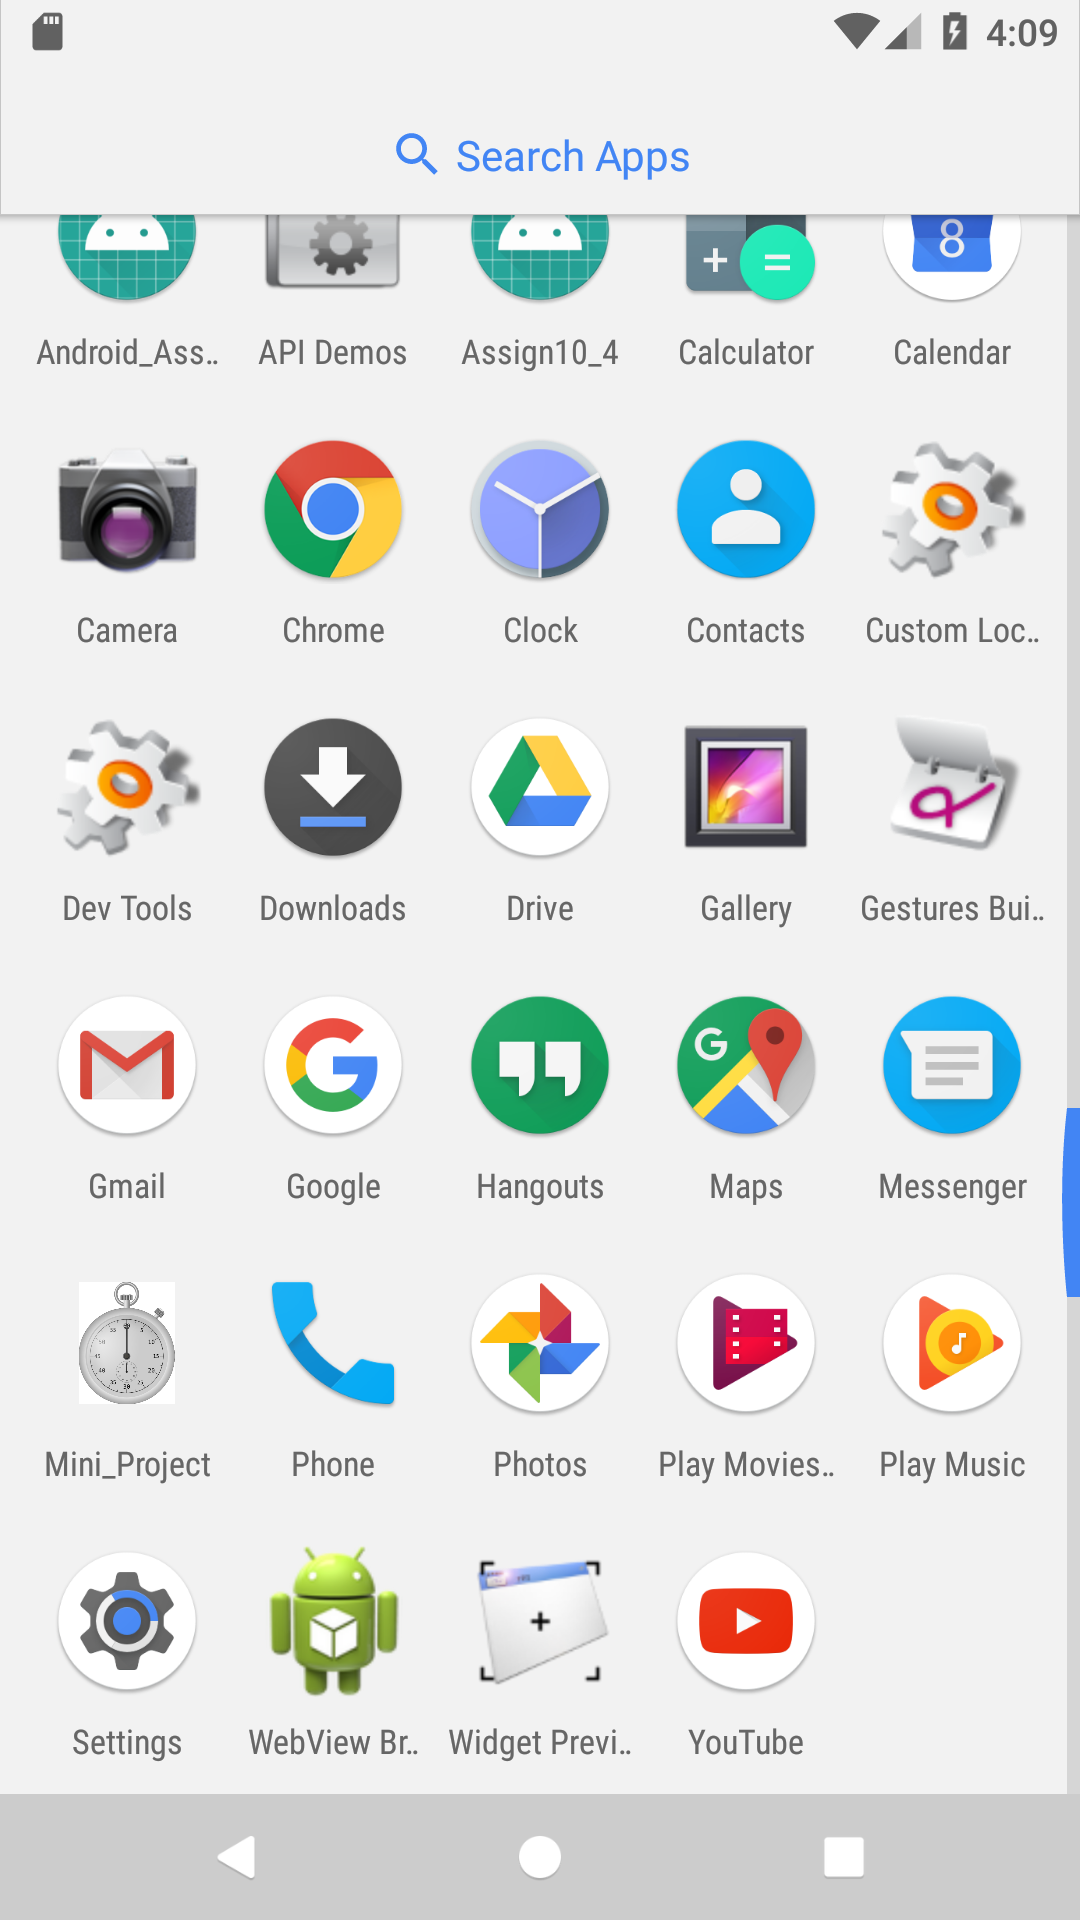 4:09
Search Apps
8
Android_Ass.. API Demos Assign10_4 Calculator Calendar
Camera Chrome Clock Contacts Custom Loc..
Dev Tools Downloads Drive Gallery Gestures Bui..
G
Gmail Google Hangouts Maps Messenger
Mini_Project Phone Photos Play Movies.. Play Music
Settings WebView Br.. Widget Previ.. YouTube